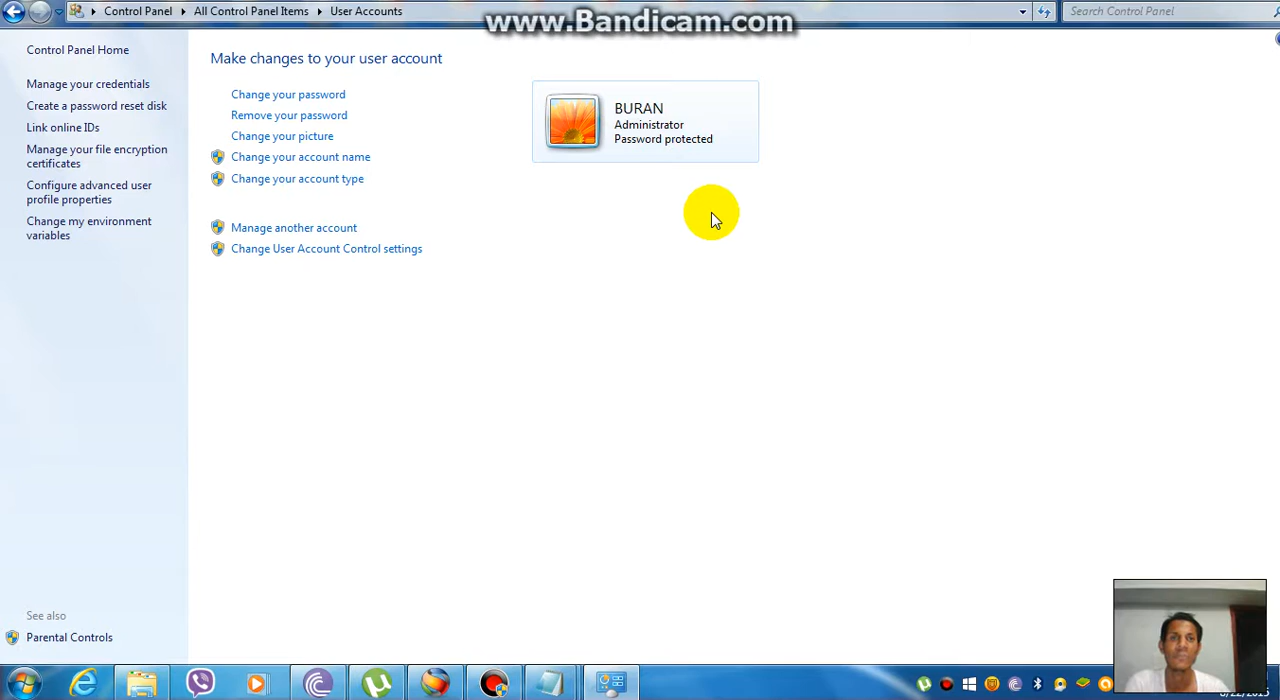 Control Panel
All Control Panel Items
User Accounts
www.Bandicam.com
Search Control Panel
Control Panel Home
Manage your credentials
Create a password reset disk
Link online IDs
Manage your file encryption
certificates
Configure advanced user
profile properties
Change my environment
variables
See also
Parental Controls
Make changes to your user account
Change your password
Remove your password
Change your picture
Change your account name
Change your account type
Manage another account
Change User Account Control settings
BURAN
Administrator
Password protected